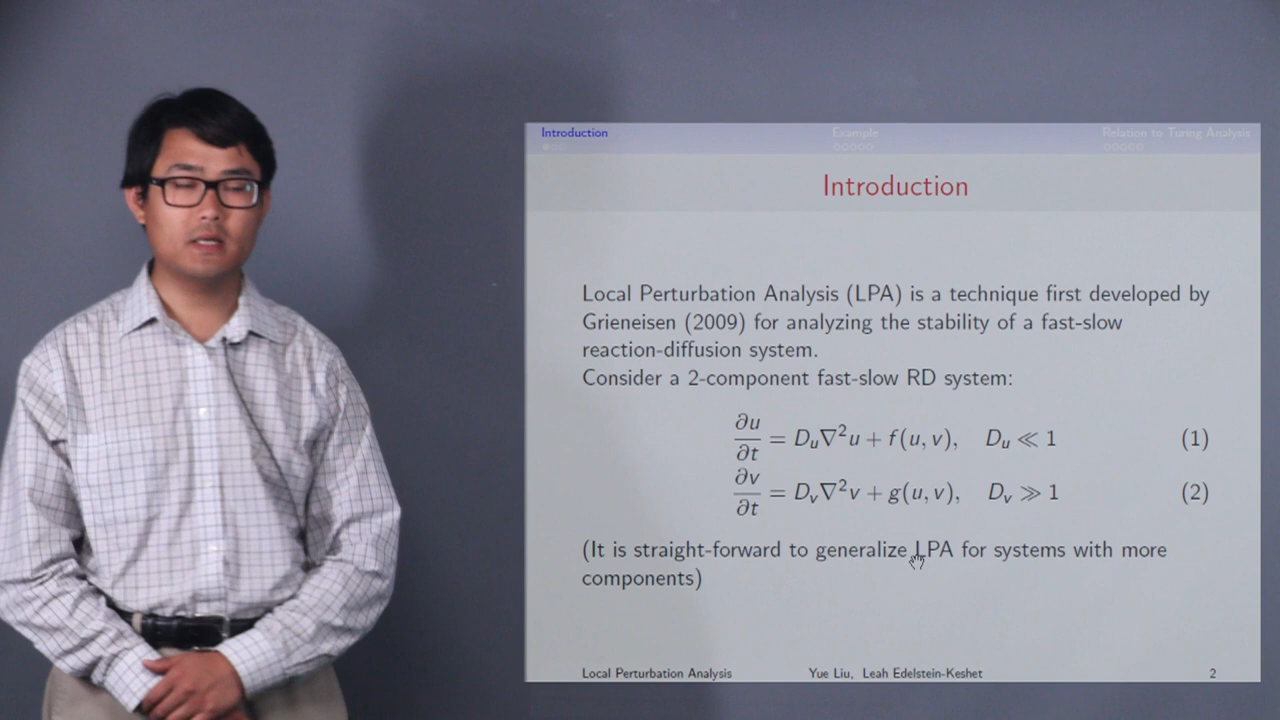 Introduction Example Relation to Turing Analysis
Introduction
Local Perturbation Analysis (LPA) is a technique first developed by
Grieneisen (2009) for analyzing the stability of a fast-slow
reaction-diffusion system.
Consider a 2-component fast-slow RD system:
∂u/∂t = D_u∇²u + f(u, v), D_u ≪ 1 (1)
∂v/∂t = D_v∇²v + g(u, v), D_v ≫ 1 (2)
(It is straight-forward to generalize LPA for systems with more
components)
Local Perturbation Analysis Yue Liu, Leah Edelstein-Keshet 2